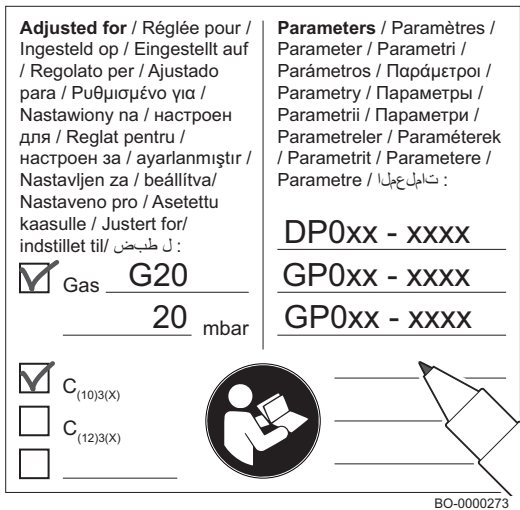 Adjusted for / Réglée pour /
Ingesteld op / Eingestellt auf
/ Regolato per / Ajustado
para / Ρυθμισμένο για /
Nastawiony na / настроен
для / Reglat pentru /
настроен за / ayarlanmıştır /
Nastavljen za / beállítva/
Nastaveno pro / Asetettu
kaasulle / Justert for/
indstillet til/ ل طبض :
Gas G20
20 mbar
C(10)3(X)
C(12)3(X)
Parameters / Paramètres /
Parameter / Parametri /
Parámetros / Παράμετροι /
Parametry / Параметры /
Parametrii / Параметри /
Parametreler / Paraméterek
/ Parametrit / Parametere /
Parametre / تاملعملا :
DP0xx - xxxx
GP0xx - xxxx
GP0xx - xxxx
BO-0000273